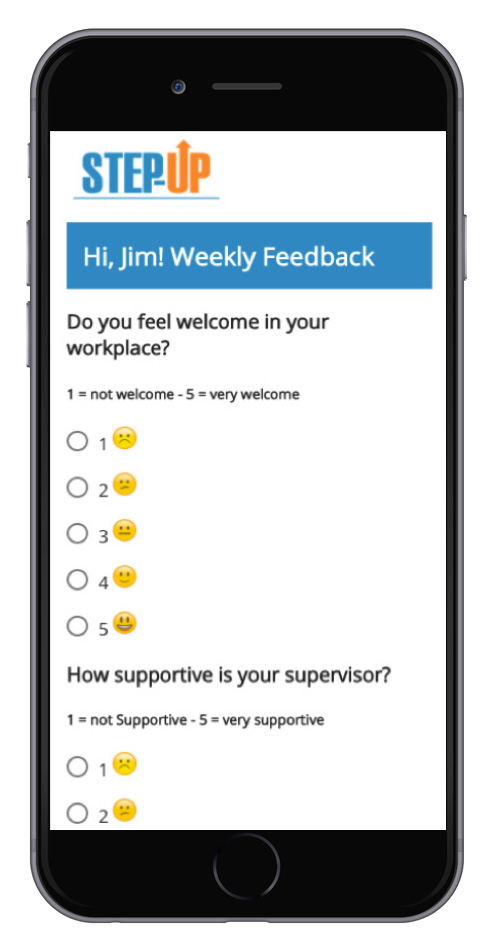 STEP-UP
Hi, Jim! Weekly Feedback
Do you feel welcome in your
workplace?
1 = not welcome - 5 = very welcome
1
2
3
4
5
How supportive is your supervisor?
1 = not Supportive - 5 = very supportive
1
2